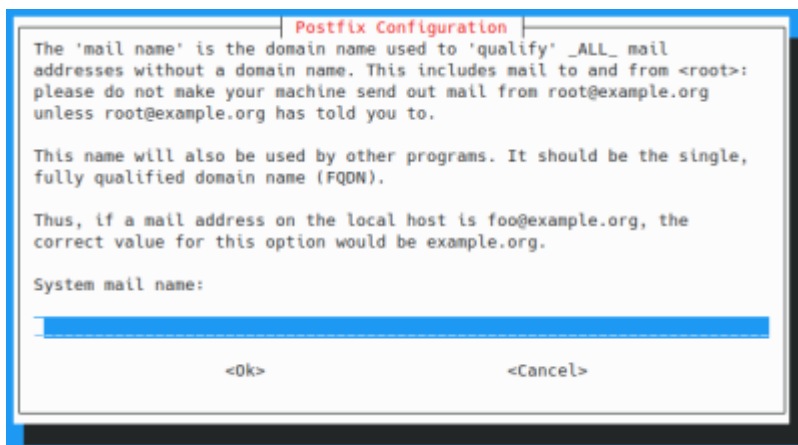 Postfix Configuration
The 'mail name' is the domain name used to 'qualify' _ALL_ mail
addresses without a domain name. This includes mail to and from <root>:
please do not make your machine send out mail from root@example.org
unless root@example.org has told you to.
This name will also be used by other programs. It should be the single,
fully qualified domain name (FQDN).
Thus, if a mail address on the local host is foo@example.org, the
correct value for this option would be example.org.
System mail name:
<Ok> <Cancel>